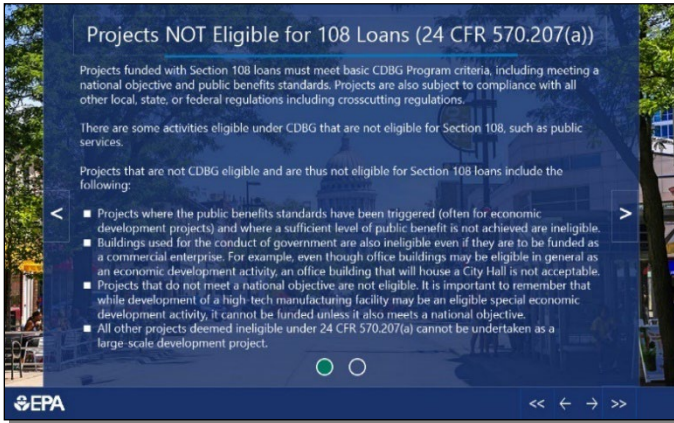 Projects NOT Eligible for 108 Loans (24 CFR 570.207(a))
Projects funded with Section 108 loans must meet basic CDBG Program criteria, including meeting a
national objective and public benefits standards. Projects are also subject to compliance with all
other local, state, or federal regulations including crosscutting regulations.
There are some activities eligible under CDBG that are not eligible for Section 108, such as public
services.
Projects that are not CDBG eligible and are thus not eligible for Section 108 loans include the
following:
■ Projects where the public benefits standards have been triggered (often for economic
development projects) and where a sufficient level of public benefit is not achieved are ineligible.
■ Buildings used for the conduct of government are also ineligible even if they are to be funded as
a commercial enterprise. For example, even though office buildings may be eligible in general as
an economic development activity, an office building that will house a City Hall is not acceptable.
■ Projects that do not meet a national objective are not eligible. It is important to remember that
while development of a high-tech manufacturing facility may be an eligible special economic
development activity, it cannot be funded unless it also meets a national objective.
■ All other projects deemed ineligible under 24 CFR 570.207(a) cannot be undertaken as a
large-scale development project.
< >
EPA
<< ← → >>